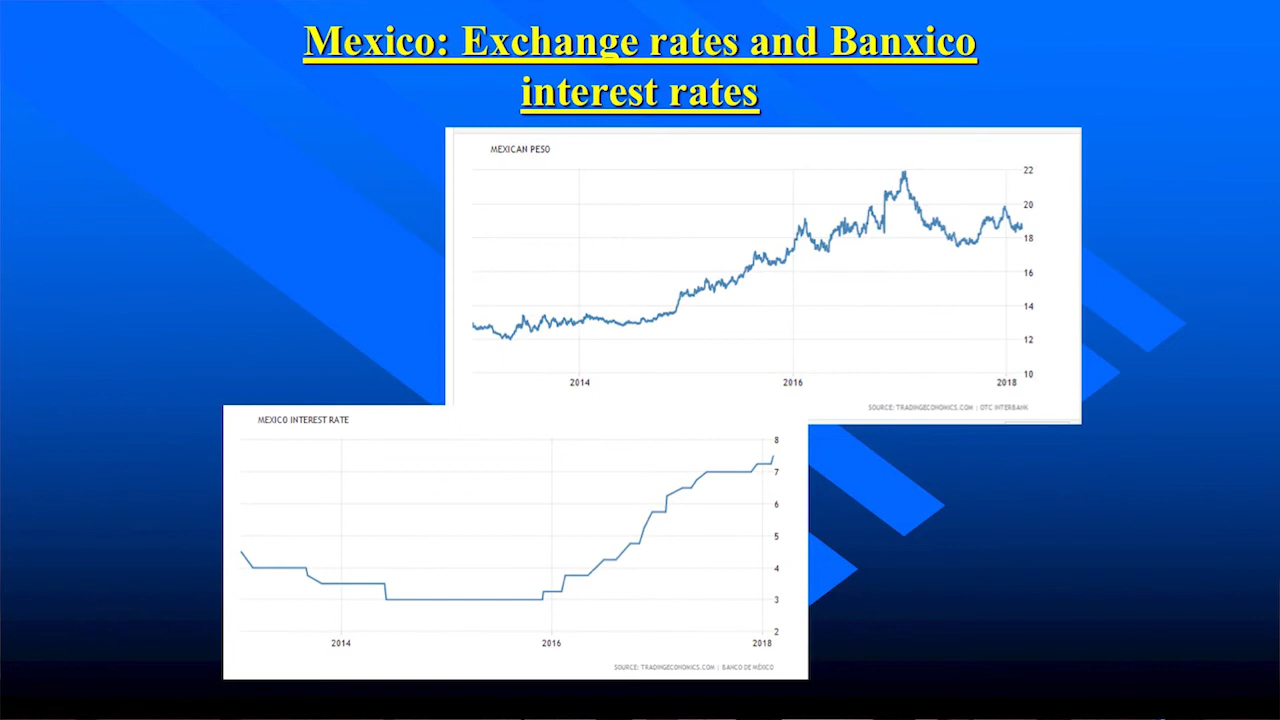 Mexico: Exchange rates and Banxico
interest rates
MEXICAN PESO
22
20
18
16
14
12
10
2014 2016 2018
SOURCE: TRADINGECONOMICS.COM | OTC INTERBANK
MEXICO INTEREST RATE
8
7
6
5
4
3
2
2014 2016 2018
SOURCE: TRADINGECONOMICS.COM | BANCO DE MÉXICO